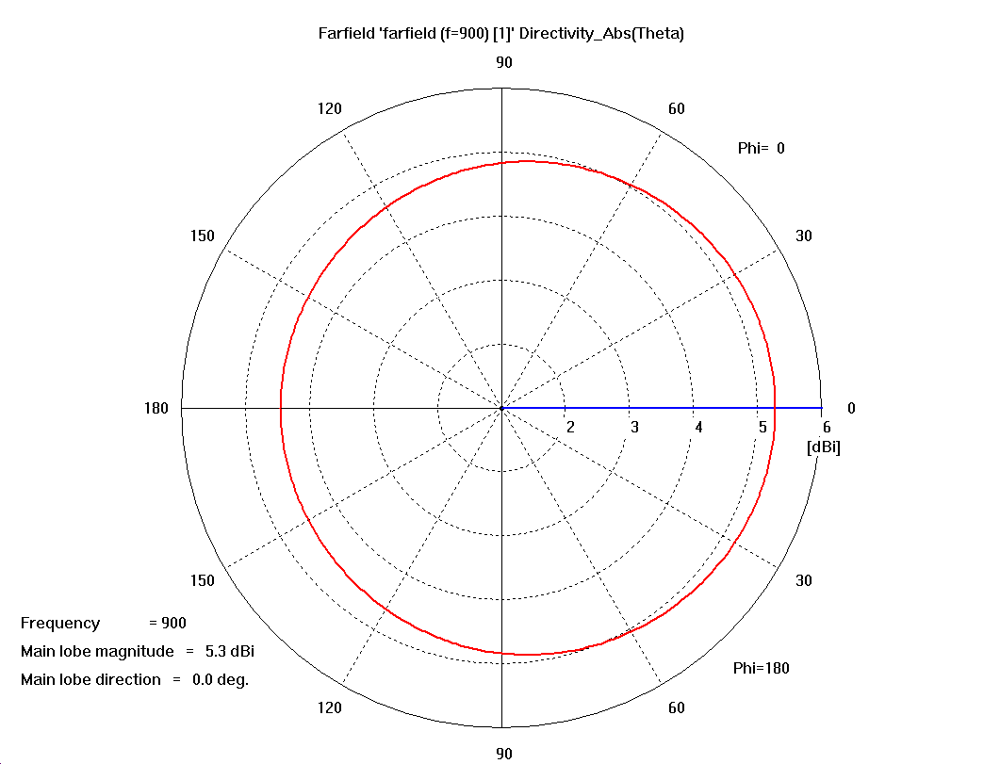 Farfield 'farfield (f=900) [1]' Directivity_Abs(Theta)
90
120
60
Phi= 0
150
30
180
0
2
3
4
5
6
[dBi]
150
30
Frequency = 900
Main lobe magnitude = 5.3 dBi
Phi=180
Main lobe direction = 0.0 deg.
120
60
90